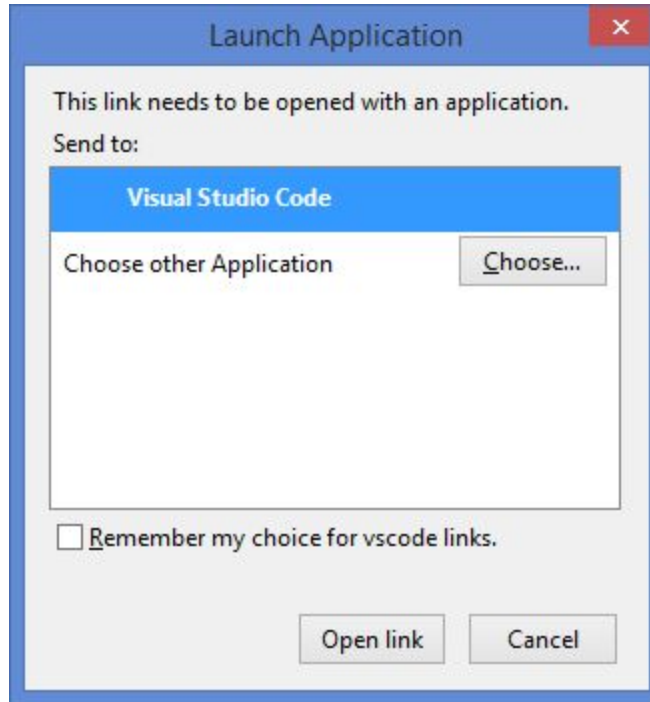 Launch Application
This link needs to be opened with an application.
Send to:
Visual Studio Code
Choose other Application
Choose...
Remember my choice for vscode links.
Open link
Cancel